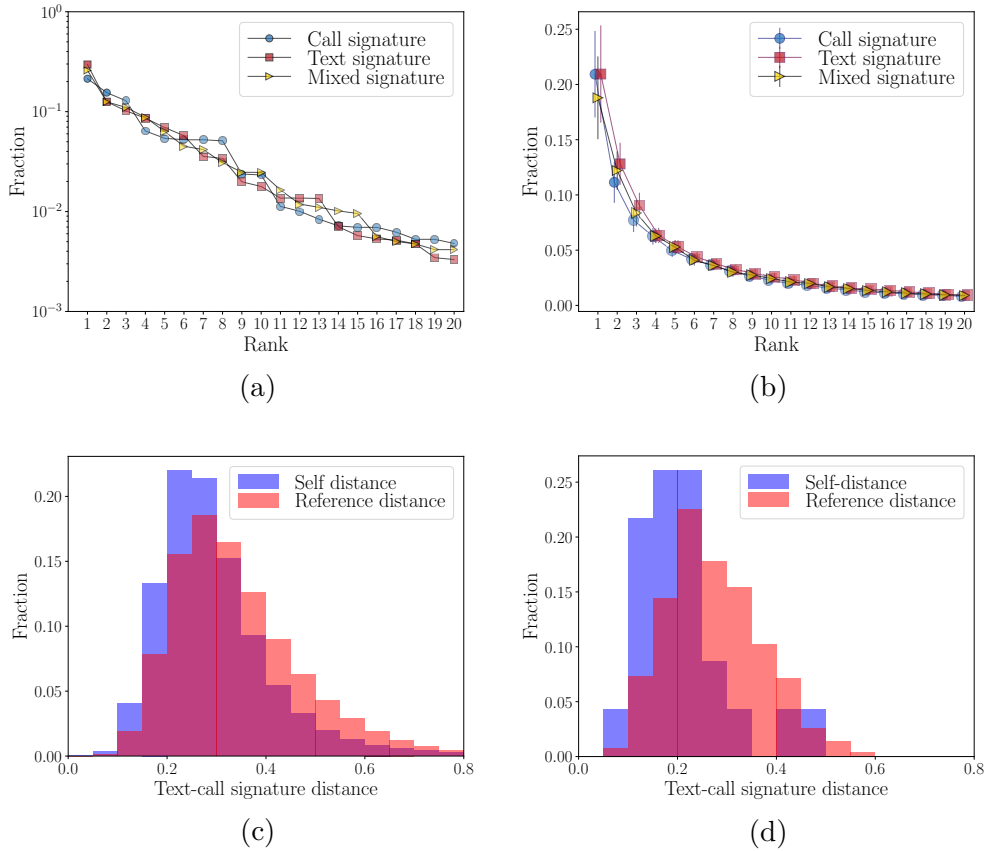 10⁰
10⁻¹
10⁻²
10⁻³
Fraction
Call signature
Text signature
Mixed signature
1 2 3 4 5 6 7 8 9 10 11 12 13 14 15 16 17 18 19 20
Rank
(a)
0.25
0.20
0.15
0.10
0.05
0.00
Fraction
Call signature
Text signature
Mixed signature
1 2 3 4 5 6 7 8 9 10 11 12 13 14 15 16 17 18 19 20
Rank
(b)
0.20
0.15
0.10
0.05
0.00
Fraction
Self distance
Reference distance
0.0 0.2 0.4 0.6 0.8
Text-call signature distance
(c)
0.25
0.20
0.15
0.10
0.05
0.00
Fraction
Self-distance
Reference distance
0.0 0.2 0.4 0.6 0.8
Text-call signature distance
(d)